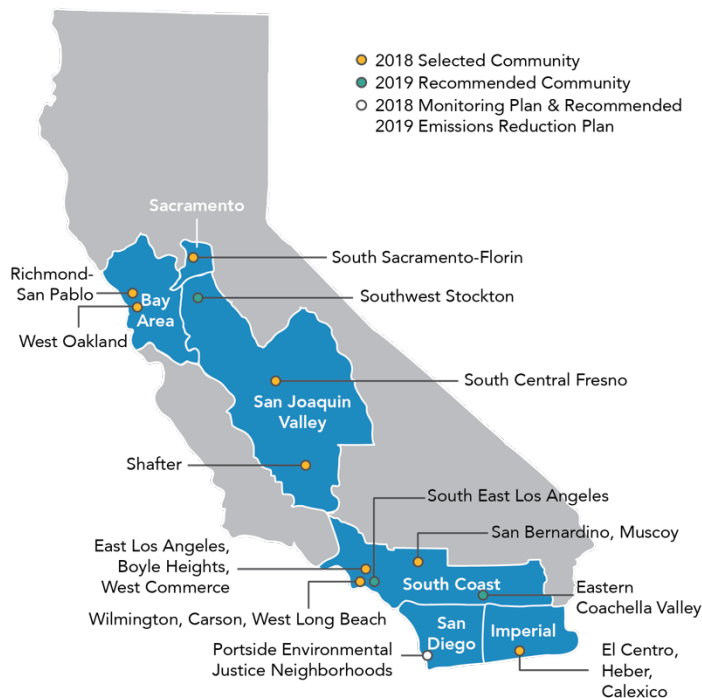 2018 Selected Community
2019 Recommended Community
2018 Monitoring Plan & Recommended
2019 Emissions Reduction Plan
Sacramento
South Sacramento-Florin
Richmond-
San Pablo
Bay
Area
Southwest Stockton
West Oakland
South Central Fresno
San Joaquin
Valley
Shafter
South East Los Angeles
San Bernardino, Muscoy
East Los Angeles,
Boyle Heights,
West Commerce
South Coast
Eastern
Coachella Valley
Wilmington, Carson, West Long Beach
San
Diego
Imperial
Portside Environmental
Justice Neighborhoods
El Centro,
Heber,
Calexico